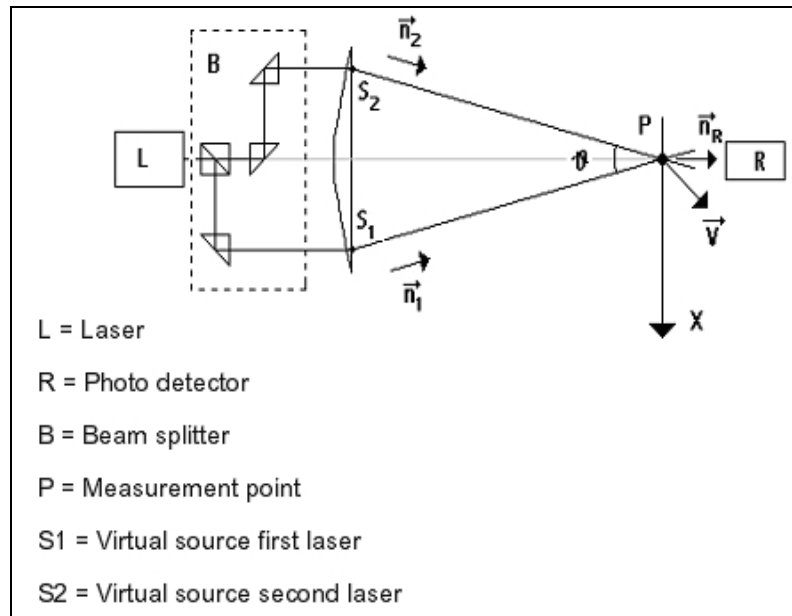 B
n₂
S₂
P
n_R
L
ϑ
R
S₁
V
n₁
X
L = Laser
R = Photo detector
B = Beam splitter
P = Measurement point
S1 = Virtual source first laser
S2 = Virtual source second laser